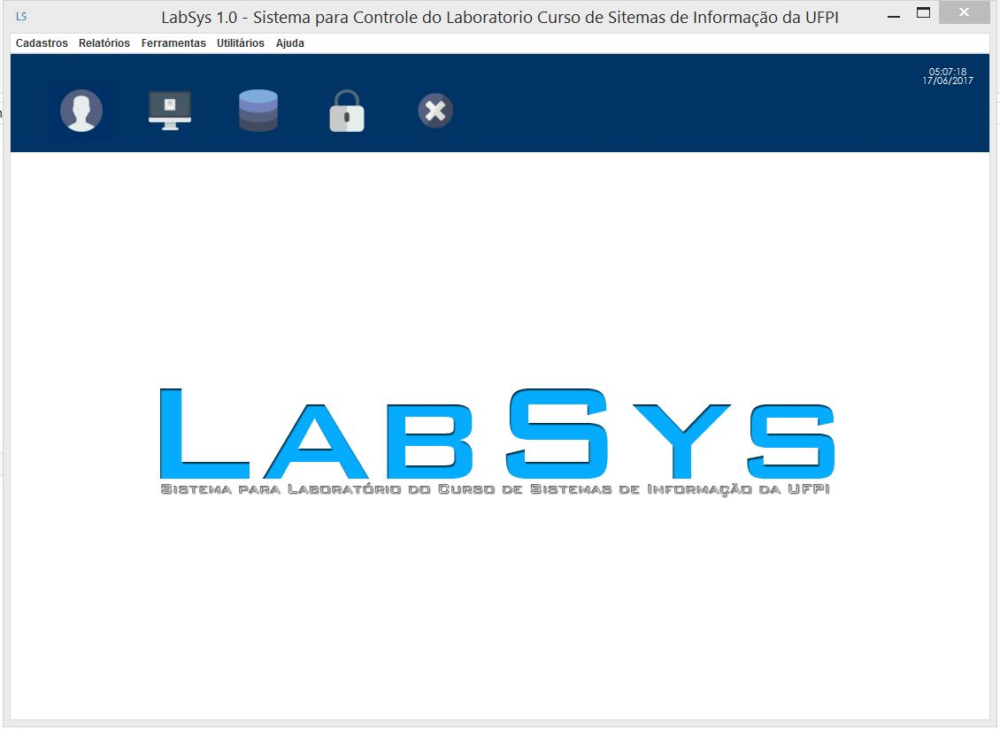 LS
LabSys 1.0 - Sistema para Controle do Laboratorio Curso de Sitemas de Informação da UFPI
Cadastros Relatórios Ferramentas Utilitários Ajuda
05:07:18
17/06/2017
LabSys
Sistema para Laboratório do Curso de Sistemas de Informação da UFPI